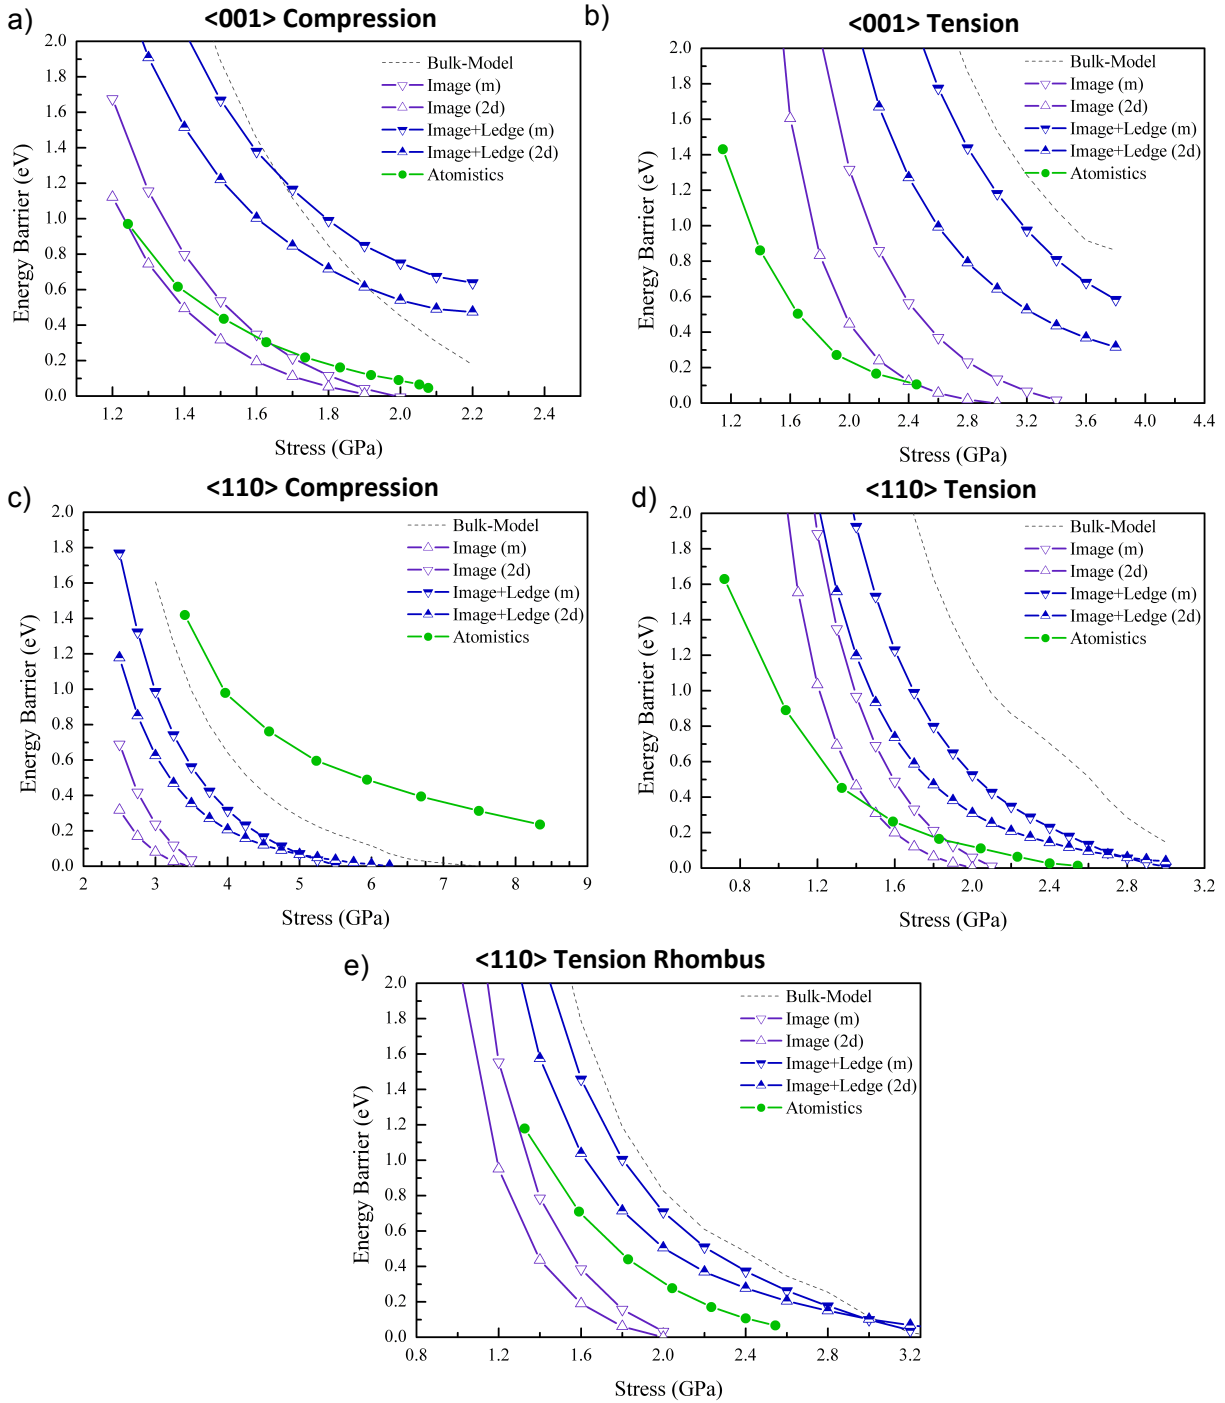 a)
<001> Compression
2.0
1.8
1.6
1.4
1.2
1.0
0.8
0.6
0.4
0.2
0.0
Energy Barrier (eV)
Bulk-Model
Image (m)
Image (2d)
Image+Ledge (m)
Image+Ledge (2d)
Atomistics
1.2 1.4 1.6 1.8 2.0 2.2 2.4
Stress (GPa)
b)
<001> Tension
2.0
1.8
1.6
1.4
1.2
1.0
0.8
0.6
0.4
0.2
0.0
Energy Barrier (eV)
Bulk-Model
Image (m)
Image (2d)
Image+Ledge (m)
Image+Ledge (2d)
Atomistics
1.2 1.6 2.0 2.4 2.8 3.2 3.6 4.0 4.4
Stress (GPa)
c)
<110> Compression
2.0
1.8
1.6
1.4
1.2
1.0
0.8
0.6
0.4
0.2
0.0
Energy Barrier (eV)
Bulk-Model
Image (m)
Image (2d)
Image+Ledge (m)
Image+Ledge (2d)
Atomistics
2 3 4 5 6 7 8 9
Stress (GPa)
d)
<110> Tension
2.0
1.8
1.6
1.4
1.2
1.0
0.8
0.6
0.4
0.2
0.0
Energy Barrier (eV)
Bulk-Model
Image (m)
Image (2d)
Image+Ledge (m)
Image+Ledge (2d)
Atomistics
0.8 1.2 1.6 2.0 2.4 2.8 3.2
Stress (GPa)
e)
<110> Tension Rhombus
2.0
1.8
1.6
1.4
1.2
1.0
0.8
0.6
0.4
0.2
0.0
Energy Barrier (eV)
Bulk-Model
Image (m)
Image (2d)
Image+Ledge (m)
Image+Ledge (2d)
Atomistics
0.8 1.2 1.6 2.0 2.4 2.8 3.2
Stress (GPa)